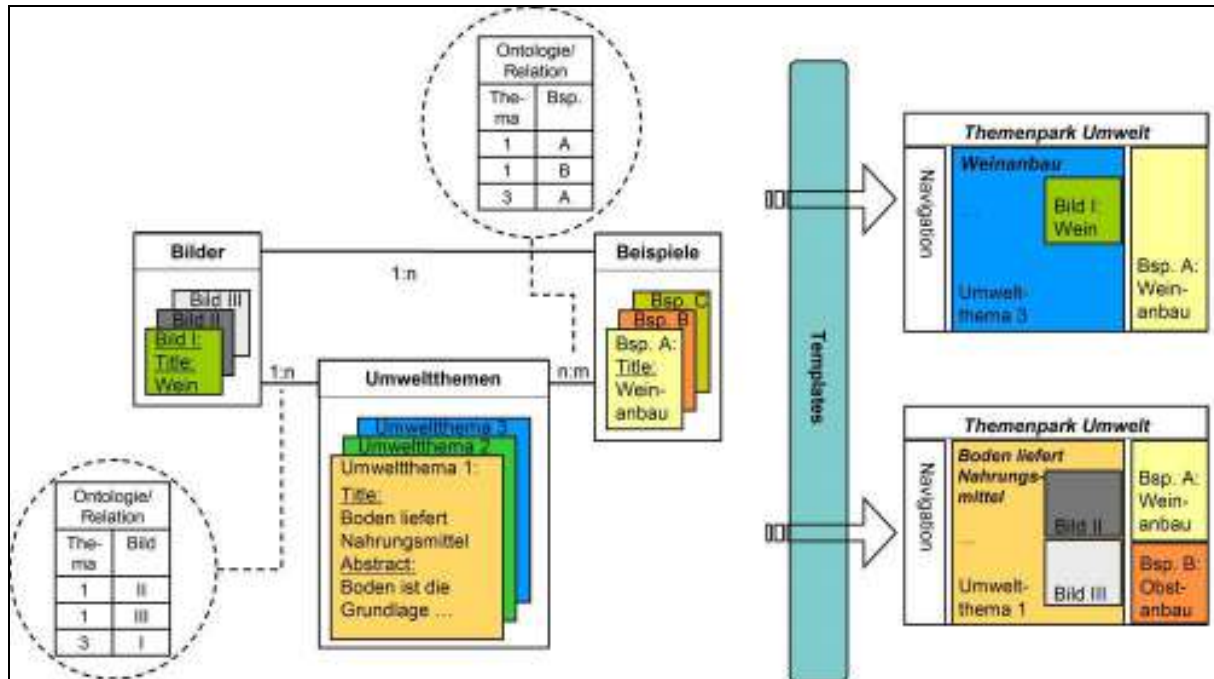 Ontologie/
Relation
The-
ma
Bsp.
1 A
1 B
3 A
Bilder
Bild III
Bild II
Bild I:
Title:
Wein
1:n
Beispiele
Bsp. C
Bsp. B
Bsp. A:
Title:
Wein-
anbau
1:n
Umweltthemen
n:m
Umweltthema 3
Umweltthema 2
Umweltthema 1:
Title:
Boden liefert
Nahrungsmittel
Abstract:
Boden ist die
Grundlage ...
Ontologie/
Relation
The-
ma
Bild
1 II
1 III
3 I
Templates
Themenpark Umwelt
Navigation
Weinanbau
...
Bild I:
Wein
Umwelt-
thema 3
Bsp. A:
Wein-
anbau
Themenpark Umwelt
Navigation
Boden liefert
Nahrungs-
mittel
...
Bild II
Bild III
Umwelt-
thema 1
Bsp. A:
Wein-
anbau
Bsp. B:
Obst-
anbau